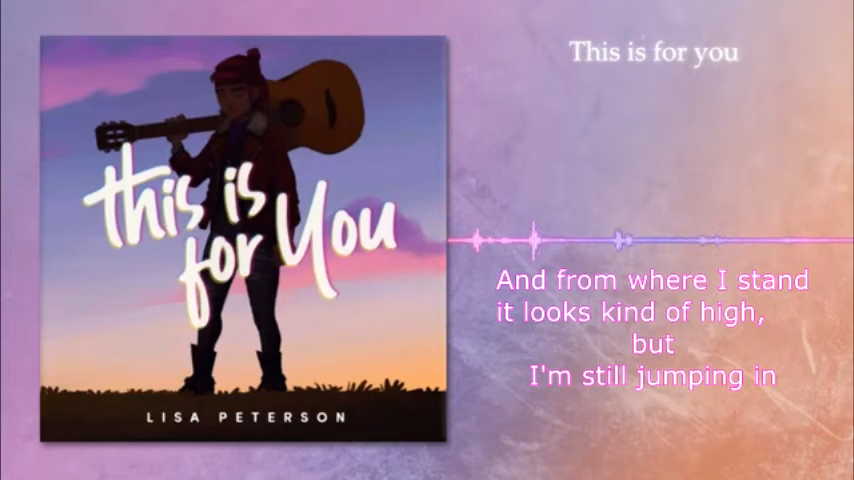 This is for you
this is
for You
LISA PETERSON
And from where I stand
it looks kind of high,
but
I'm still jumping in